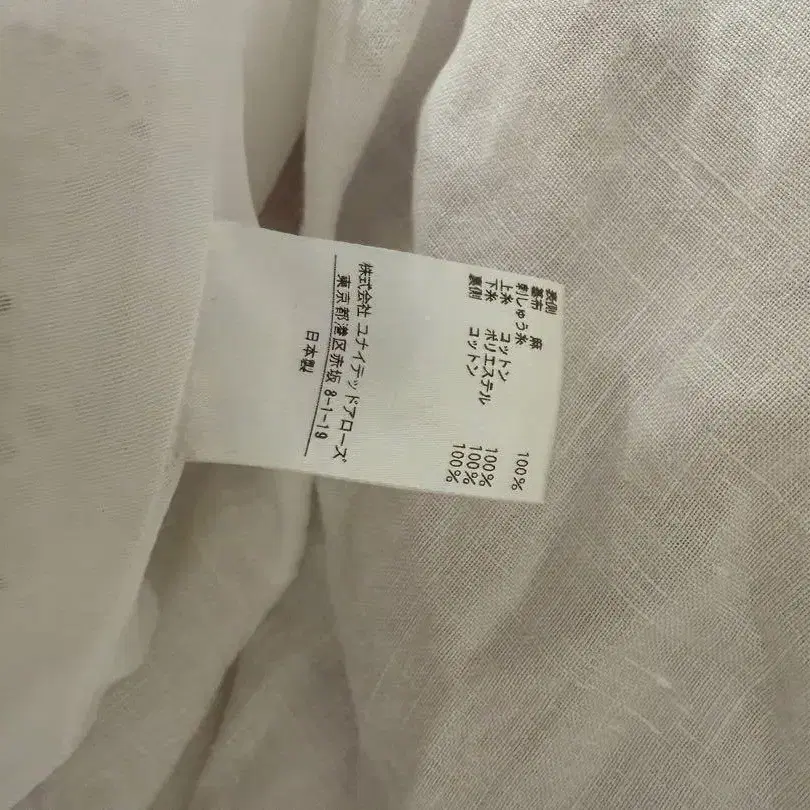 表側
基布 麻 100%
刺しゅう糸
上糸 コットン 100%
下糸 ポリエステル 100%
裏側 コットン 100%
株式会社 ユナイテッドアローズ
東京都港区赤坂 8-1-19
日本製